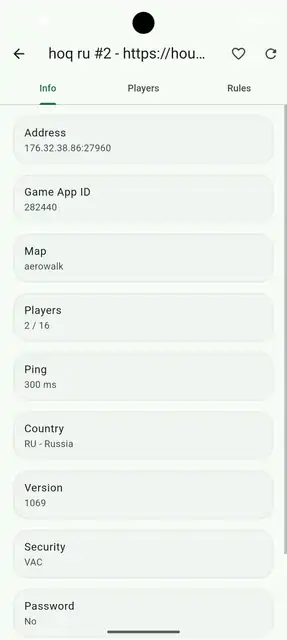 hoq ru #2 - https://hou...
Info
Players
Rules
Address
176.32.38.86:27960
Game App ID
282440
Map
aerowalk
Players
2 / 16
Ping
300 ms
Country
RU - Russia
Version
1069
Security
VAC
Password
No